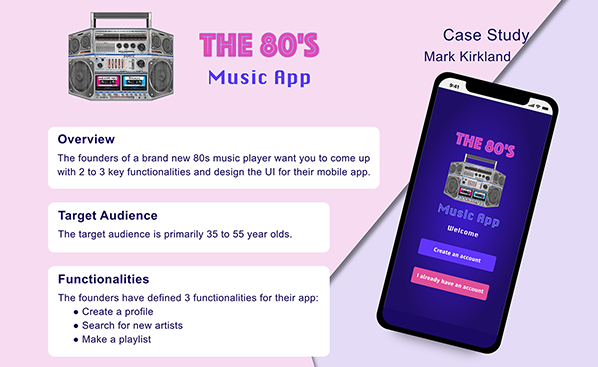 THE 80'S
Music App
Case Study
Mark Kirkland
Overview
The founders of a brand new 80s music player want you to come up
with 2 to 3 key functionalities and design the UI for their mobile app.
Target Audience
The target audience is primarily 35 to 55 year olds.
Functionalities
The founders have defined 3 functionalities for their app:
● Create a profile
● Search for new artists
● Make a playlist
9:41
THE 80'S
Music App
Welcome
Create an account
I already have an account